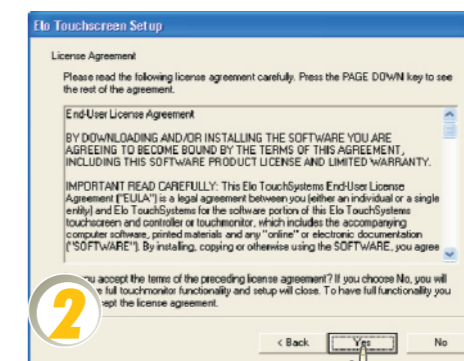 Elo Touchscreen Setup
License Agreement
Please read the following license agreement carefully. Press the PAGE DOWN key to see
the rest of the agreement.
End-User License Agreement
BY DOWNLOADING AND/OR INSTALLING THE SOFTWARE YOU ARE
AGREEING TO BECOME BOUND BY THE TERMS OF THIS AGREEMENT,
INCLUDING THIS SOFTWARE PRODUCT LICENSE AND LIMITED WARRANTY.
IMPORTANT READ CAREFULLY: This Elo TouchSystems End-User License
Agreement ("EULA") is a legal agreement between you (either an individual or a single
entity) and Elo TouchSystems for the software portion of this Elo TouchSystems
touchscreen and controller or touchmonitor, which includes the accompanying
computer software, printed materials and any "online" or electronic documentation
("SOFTWARE"). By installing, copying or otherwise using the SOFTWARE, you agree
you accept the terms of the preceding license agreement? If you choose No, you will
full touchmonitor functionality and setup will close. To have full functionality you
the license agreement.
2
< Back
Yes
No